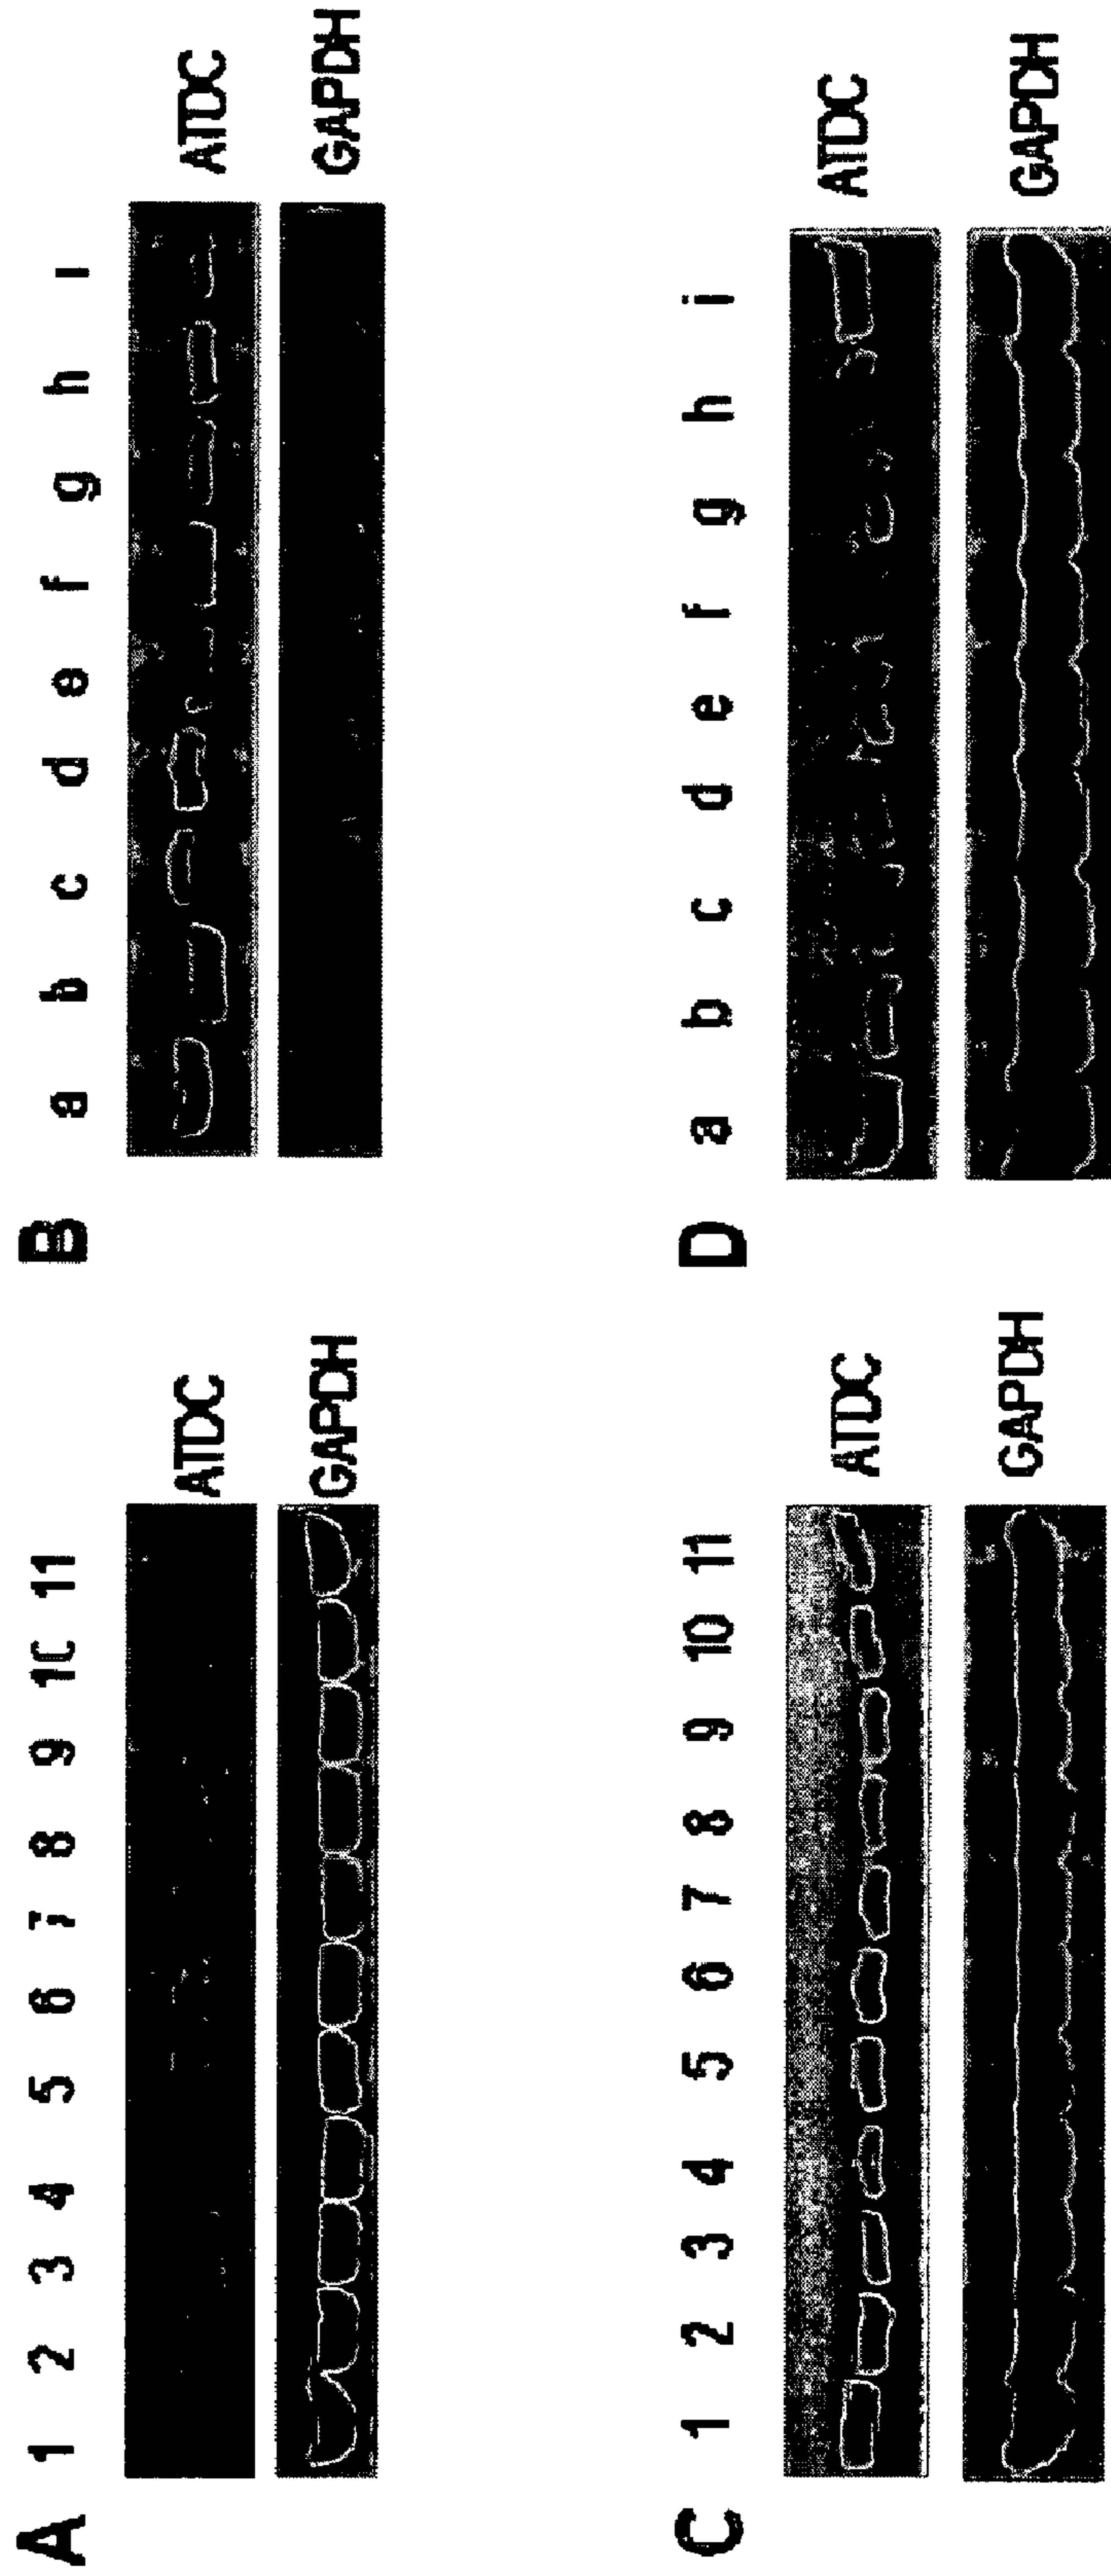 A
1 2 3 4 5 6 7 8 9 10 11
ATDC
GAPDH
B
a b c d e f g h i
ATDC
GAPDH
C
1 2 3 4 5 6 7 8 9 10 11
ATDC
GAPDH
D
a b c d e f g h i
ATDC
GAPDH